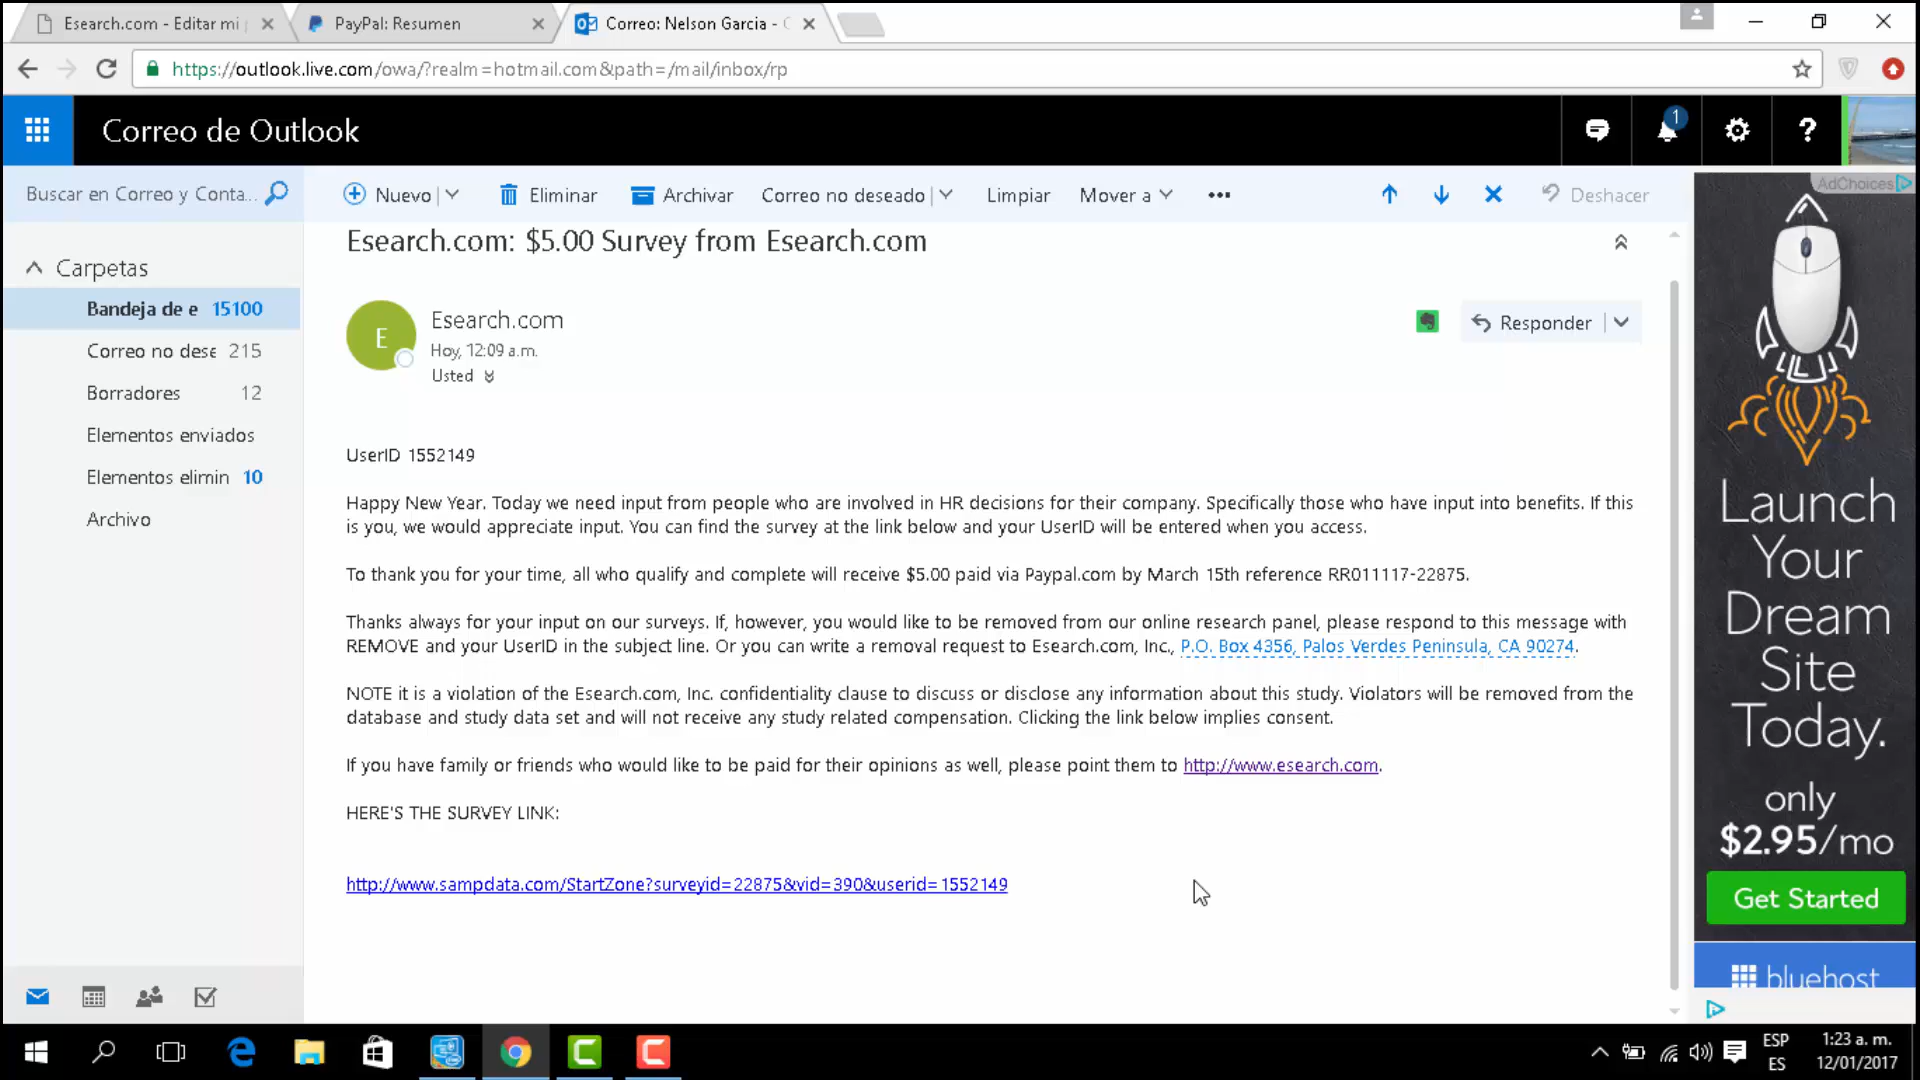 Esearch.com - Editar mi p
PayPal: Resumen
Correo: Nelson Garcia - O
https://outlook.live.com/owa/?realm=hotmail.com&path=/mail/inbox/rp
Correo de Outlook
1
?
Buscar en Correo y Conta...
Nuevo
Eliminar
Archivar
Correo no deseado
Limpiar
Mover a
Deshacer
AdChoices
Esearch.com: $5.00 Survey from Esearch.com
Carpetas
Bandeja de e 15100
Correo no dese 215
Borradores 12
Elementos enviados
Elementos elimin 10
Archivo
E
Esearch.com
Hoy, 12:09 a.m.
Usted
Responder
UserID 1552149
Happy New Year. Today we need input from people who are involved in HR decisions for their company. Specifically those who have input into benefits. If this
is you, we would appreciate input. You can find the survey at the link below and your UserID will be entered when you access.
To thank you for your time, all who qualify and complete will receive $5.00 paid via Paypal.com by March 15th reference RR011117-22875.
Thanks always for your input on our surveys. If, however, you would like to be removed from our online research panel, please respond to this message with
REMOVE and your UserID in the subject line. Or you can write a removal request to Esearch.com, Inc., P.O. Box 4356, Palos Verdes Peninsula, CA 90274.
NOTE it is a violation of the Esearch.com, Inc. confidentiality clause to discuss or disclose any information about this study. Violators will be removed from the
database and study data set and will not receive any study related compensation. Clicking the link below implies consent.
If you have family or friends who would like to be paid for their opinions as well, please point them to http://www.esearch.com.
HERE'S THE SURVEY LINK:
http://www.sampdata.com/StartZone?surveyid=22875&vid=390&userid=1552149
Launch
Your
Dream
Site
Today.
only
$2.95/mo
Get Started
bluehost
ESP
ES
1:23 a. m.
12/01/2017